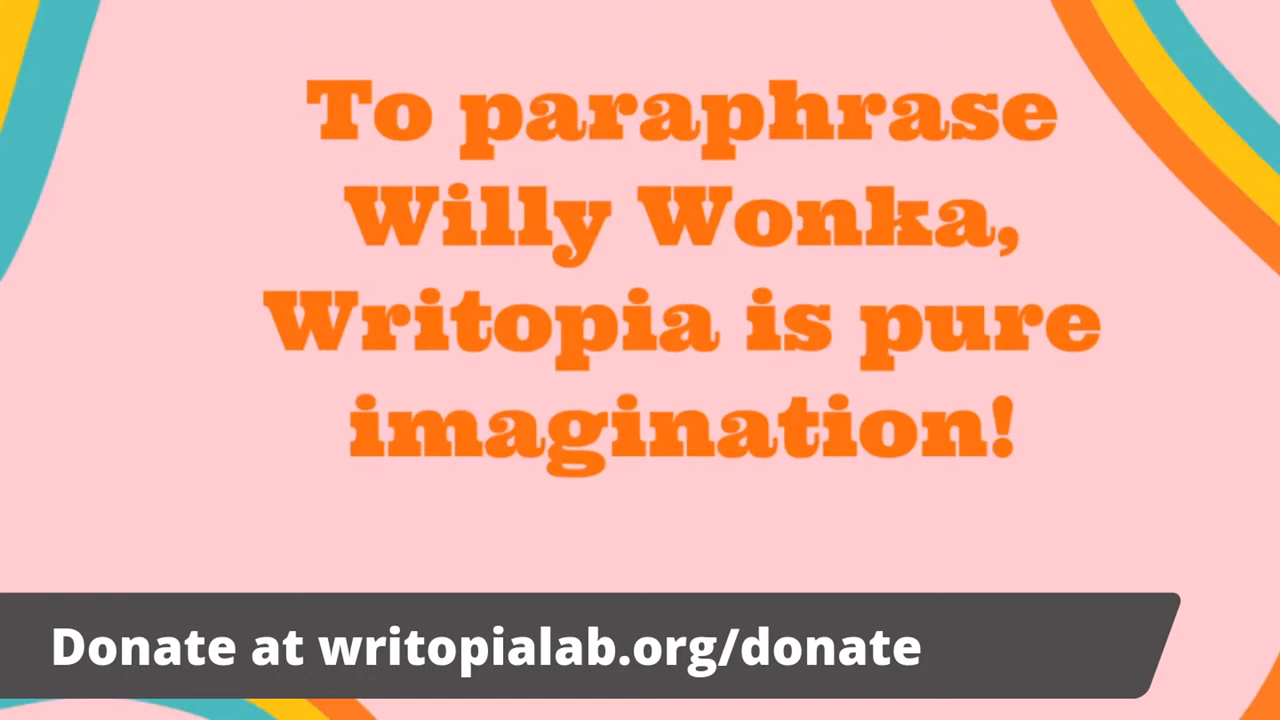 To paraphrase
Willy Wonka,
Writopia is pure
imagination!
Donate at writopialab.org/donate